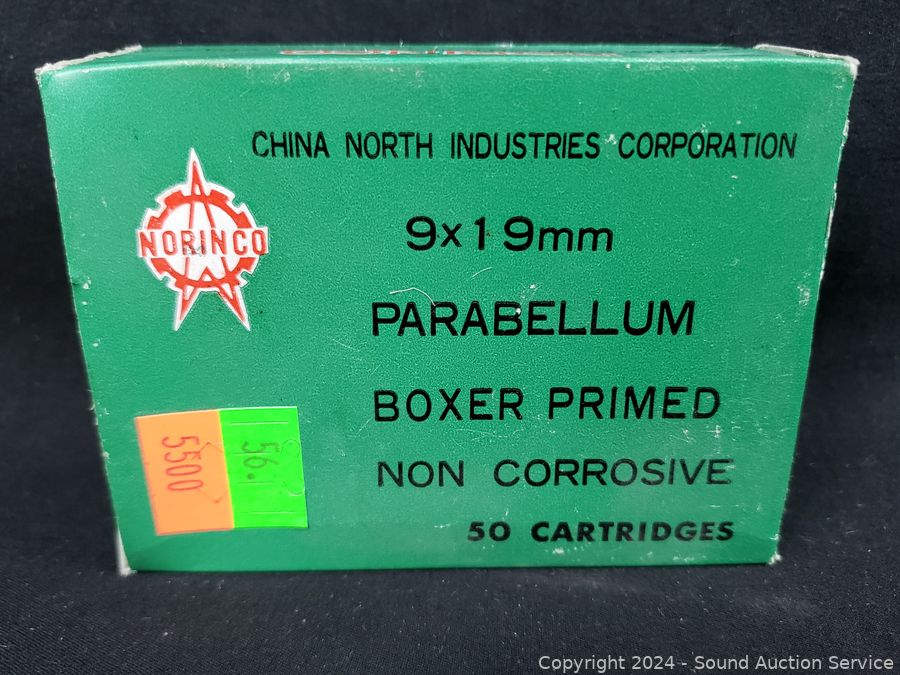 CHINA NORTH INDUSTRIES CORPORATION
NORINCO
9x19mm
PARABELLUM
BOXER PRIMED
NON CORROSIVE
50 CARTRIDGES
5500
56.
Copyright © 2024 - Sound Auction Service